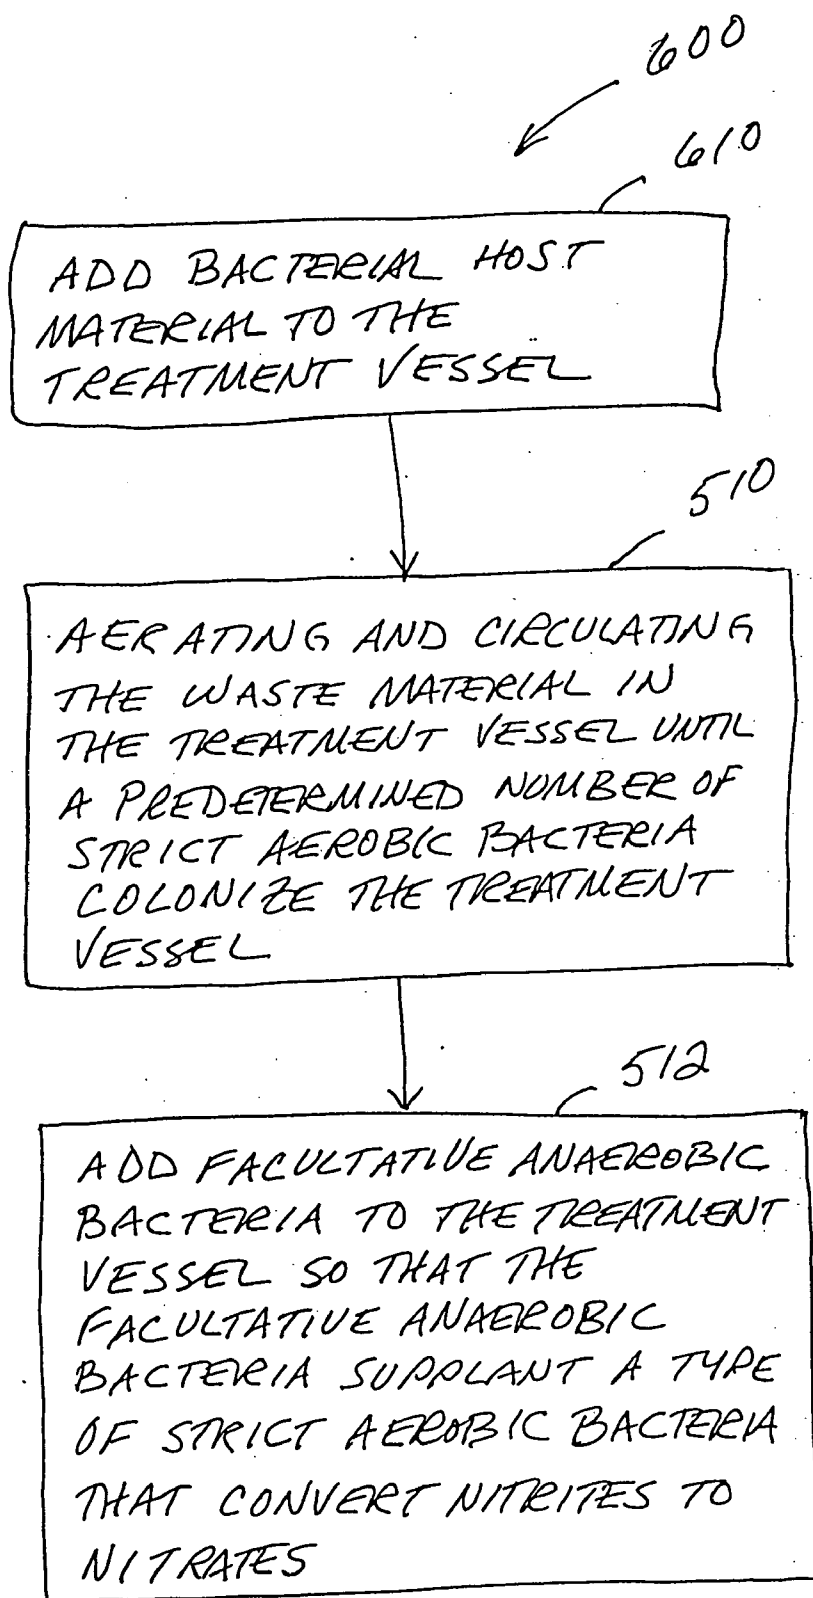 600
610
ADD BACTERIAL HOST
MATERIAL TO THE
TREATMENT VESSEL
510
AERATING AND CIRCULATING
THE WASTE MATERIAL IN
THE TREATMENT VESSEL UNTIL
A PREDETERMINED NUMBER OF
STRICT AEROBIC BACTERIA
COLONIZE THE TREATMENT
VESSEL
512
ADD FACULTATIVE ANAEROBIC
BACTERIA TO THE TREATMENT
VESSEL SO THAT THE
FACULTATIVE ANAEROBIC
BACTERIA SUPPLANT A TYPE
OF STRICT AEROBIC BACTERIA
THAT CONVERT NITRITES TO
NITRATES